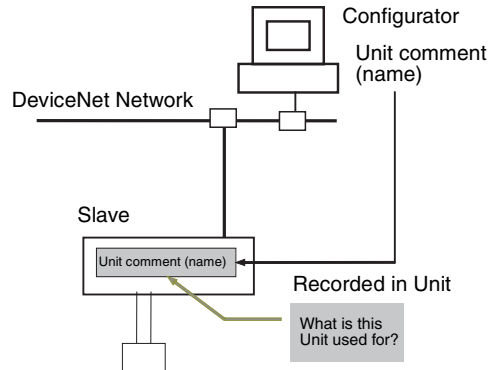 Configurator
Unit comment
(name)
DeviceNet Network
Slave
Unit comment (name)
Recorded in Unit
What is this
Unit used for?